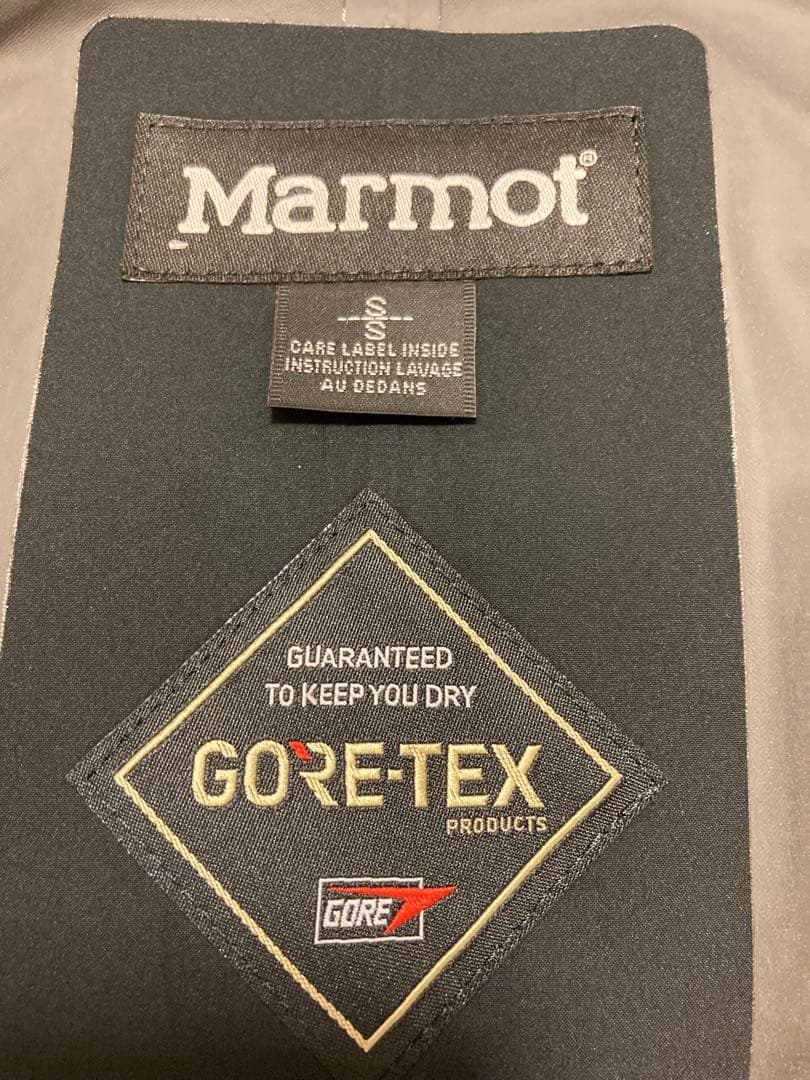 Marmot®
S
S
CARE LABEL INSIDE
INSTRUCTION LAVAGE
AU DEDANS
GUARANTEED
TO KEEP YOU DRY
GORE-TEX
PRODUCTS
GORE